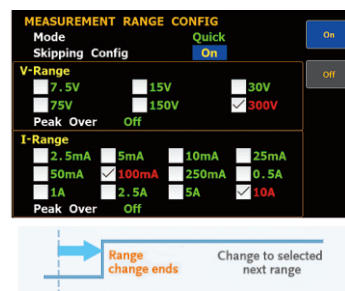 MEASUREMENT RANGE CONFIG
Mode Quick
Skipping Config On
On
Off
V-Range
7.5V 15V 30V
75V 150V 300V
Peak Over Off
I-Range
2.5mA 5mA 10mA 25mA
50mA 100mA 250mA 0.5A
1A 2.5A 5A 10A
Peak Over Off
Range change ends
Change to selected next range